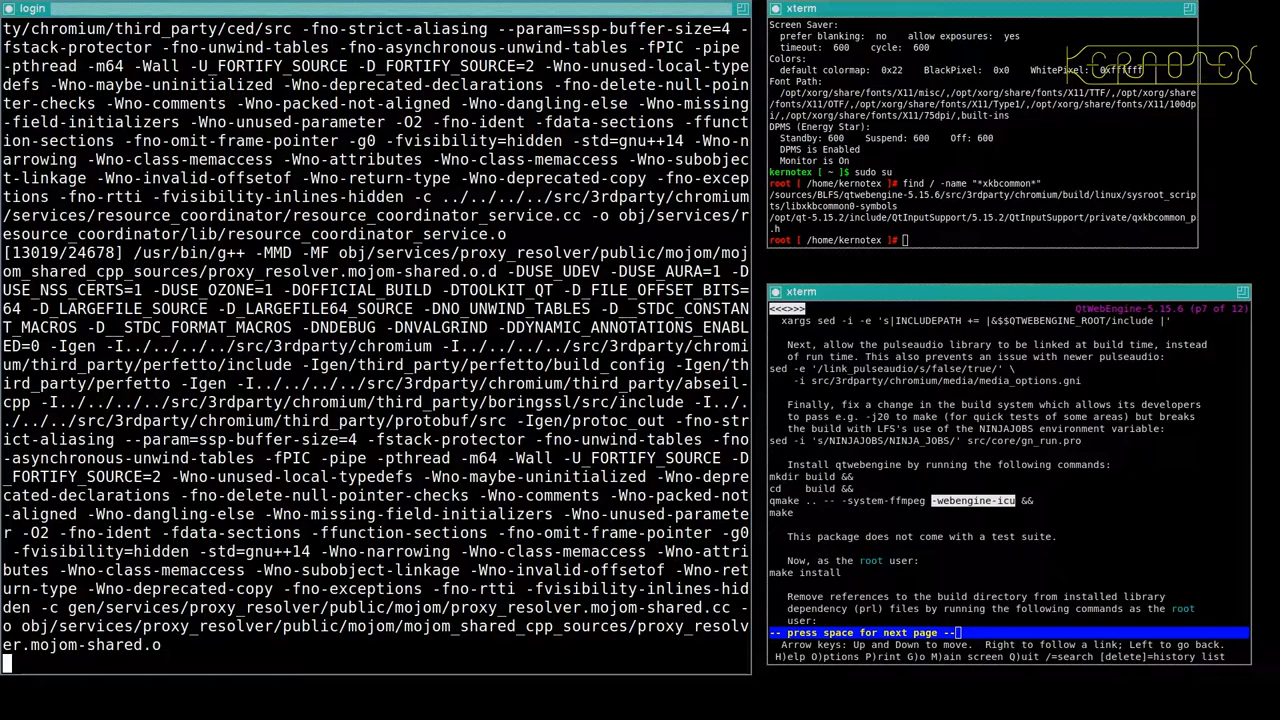 login
ty/chromium/third_party/ced/src -fno-strict-aliasing --param=ssp-buffer-size=4 -
fstack-protector -fno-unwind-tables -fno-asynchronous-unwind-tables -fPIC -pipe
-pthread -m64 -Wall -U_FORTIFY_SOURCE -D_FORTIFY_SOURCE=2 -Wno-unused-local-type
defs -Wno-maybe-uninitialized -Wno-deprecated-declarations -fno-delete-null-poin
ter-checks -Wno-comments -Wno-packed-not-aligned -Wno-dangling-else -Wno-missing
-field-initializers -Wno-unused-parameter -O2 -fno-ident -fdata-sections -ffunct
ion-sections -fno-omit-frame-pointer -g0 -fvisibility=hidden -std=gnu++14 -Wno-n
arrowing -Wno-class-memaccess -Wno-attributes -Wno-class-memaccess -Wno-subobjec
t-linkage -Wno-invalid-offsetof -Wno-return-type -Wno-deprecated-copy -fno-excep
tions -fno-rtti -fvisibility-inlines-hidden -c ../../../../src/3rdparty/chromium
/services/resource_coordinator/resource_coordinator_service.cc -o obj/services/r
esource_coordinator/lib/resource_coordinator_service.o
[13019/24678] /usr/bin/g++ -MMD -MF obj/services/proxy_resolver/public/mojom/moj
om_shared_cpp_sources/proxy_resolver.mojom-shared.o.d -DUSE_UDEV -DUSE_AURA=1 -D
USE_NSS_CERTS=1 -DUSE_OZONE=1 -DOFFICIAL_BUILD -DTOOLKIT_QT -D_FILE_OFFSET_BITS=
64 -D_LARGEFILE_SOURCE -D_LARGEFILE64_SOURCE -DNO_UNWIND_TABLES -D__STDC_CONSTAN
T_MACROS -D__STDC_FORMAT_MACROS -DNDEBUG -DNVALGRIND -DDYNAMIC_ANNOTATIONS_ENABL
ED=0 -Igen -I../../../../src/3rdparty/chromium -I../../../../src/3rdparty/chromi
um/third_party/perfetto/include -Igen/third_party/perfetto/build_config -Igen/th
ird_party/perfetto -Igen -I../../../../src/3rdparty/chromium/third_party/abseil-
cpp -I../../../../src/3rdparty/chromium/third_party/boringssl/src/include -I../.
./../../src/3rdparty/chromium/third_party/protobuf/src -Igen/protoc_out -fno-str
ict-aliasing --param=ssp-buffer-size=4 -fstack-protector -fno-unwind-tables -fno
-asynchronous-unwind-tables -fPIC -pipe -pthread -m64 -Wall -U_FORTIFY_SOURCE -D
_FORTIFY_SOURCE=2 -Wno-unused-local-typedefs -Wno-maybe-uninitialized -Wno-depre
cated-declarations -fno-delete-null-pointer-checks -Wno-comments -Wno-packed-not
-aligned -Wno-dangling-else -Wno-missing-field-initializers -Wno-unused-paramete
r -O2 -fno-ident -fdata-sections -ffunction-sections -fno-omit-frame-pointer -g0
-fvisibility=hidden -std=gnu++14 -Wno-narrowing -Wno-class-memaccess -Wno-attri
butes -Wno-class-memaccess -Wno-subobject-linkage -Wno-invalid-offsetof -Wno-ret
urn-type -Wno-deprecated-copy -fno-exceptions -fno-rtti -fvisibility-inlines-hid
den -c gen/services/proxy_resolver/public/mojom/proxy_resolver.mojom-shared.cc -
o obj/services/proxy_resolver/public/mojom/mojom_shared_cpp_sources/proxy_resolv
er.mojom-shared.o
xterm
Screen Saver:
prefer blanking: no allow exposures: yes
timeout: 600 cycle: 600
Colors:
default colormap: 0x22 BlackPixel: 0x0 WhitePixel: 0xffffff
KERNOTEX
Font Path:
/opt/xorg/share/fonts/X11/misc/,/opt/xorg/share/fonts/X11/TTF/,/opt/xorg/share
/fonts/X11/OTF/,/opt/xorg/share/fonts/X11/Type1/,/opt/xorg/share/fonts/X11/100dp
i/,/opt/xorg/share/fonts/X11/75dpi/,built-ins
DPMS (Energy Star):
Standby: 600 Suspend: 600 Off: 600
DPMS is Enabled
Monitor is On
kernotex [ ~ ]$ sudo su
root [ /home/kernotex ]# find / -name "*xkbcommon*"
/sources/BLFS/qtwebengine-5.15.6/src/3rdparty/chromium/build/linux/sysroot_scrip
ts/libxkbcommon0-symbols
/opt/qt-5.15.2/include/QtInputSupport/5.15.2/QtInputSupport/private/qxkbcommon_p
.h
root [ /home/kernotex ]#
xterm
<<<>>> QtWebEngine-5.15.6 (p7 of 12)
xargs sed -i -e 's|INCLUDEPATH += |&$$QTWEBENGINE_ROOT/include |'
Next, allow the pulseaudio library to be linked at build time, instead
of run time. This also prevents an issue with newer pulseaudio:
sed -e '/link_pulseaudio/s/false/true/' \
-i src/3rdparty/chromium/media/media_options.gni
Finally, fix a change in the build system which allows its developers
to pass e.g. -j20 to make (for quick tests of some areas) but breaks
the build with LFS's use of the NINJAJOBS environment variable:
sed -i 's/NINJAJOBS/NINJA_JOBS/' src/core/gn_run.pro
Install qtwebengine by running the following commands:
mkdir build &&
cd build &&
qmake .. -- -system-ffmpeg -webengine-icu &&
make
This package does not come with a test suite.
Now, as the root user:
make install
Remove references to the build directory from installed library
dependency (prl) files by running the following commands as the root
user:
-- press space for next page --
Arrow keys: Up and Down to move. Right to follow a link; Left to go back.
H)elp O)ptions P)rint G)o M)ain screen Q)uit /=search [delete]=history list